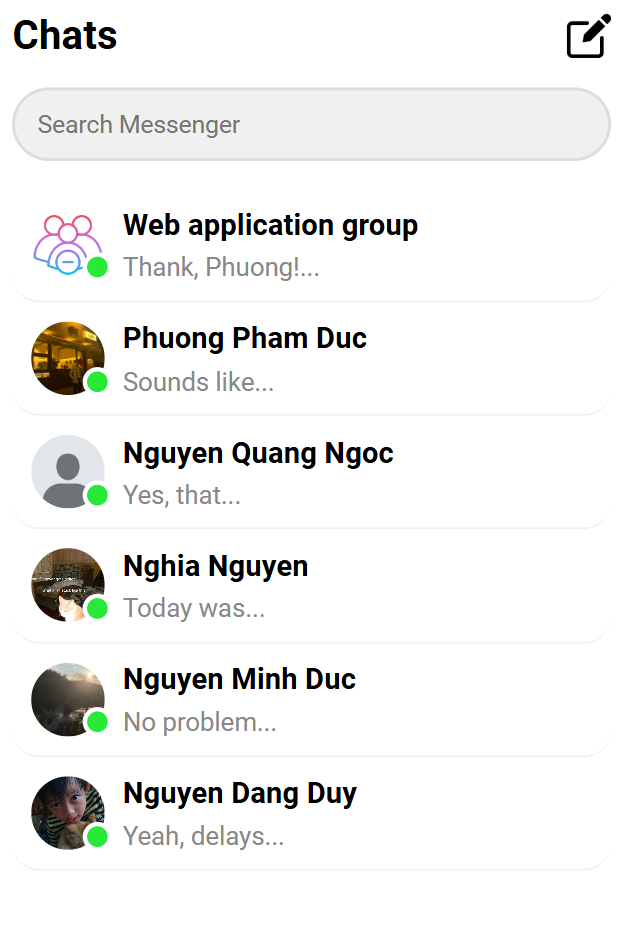 Chats
Search Messenger
Web application group
Thank, Phuong!...
Phuong Pham Duc
Sounds like...
Nguyen Quang Ngoc
Yes, that...
Nghia Nguyen
Today was...
Nguyen Minh Duc
No problem...
Nguyen Dang Duy
Yeah, delays...